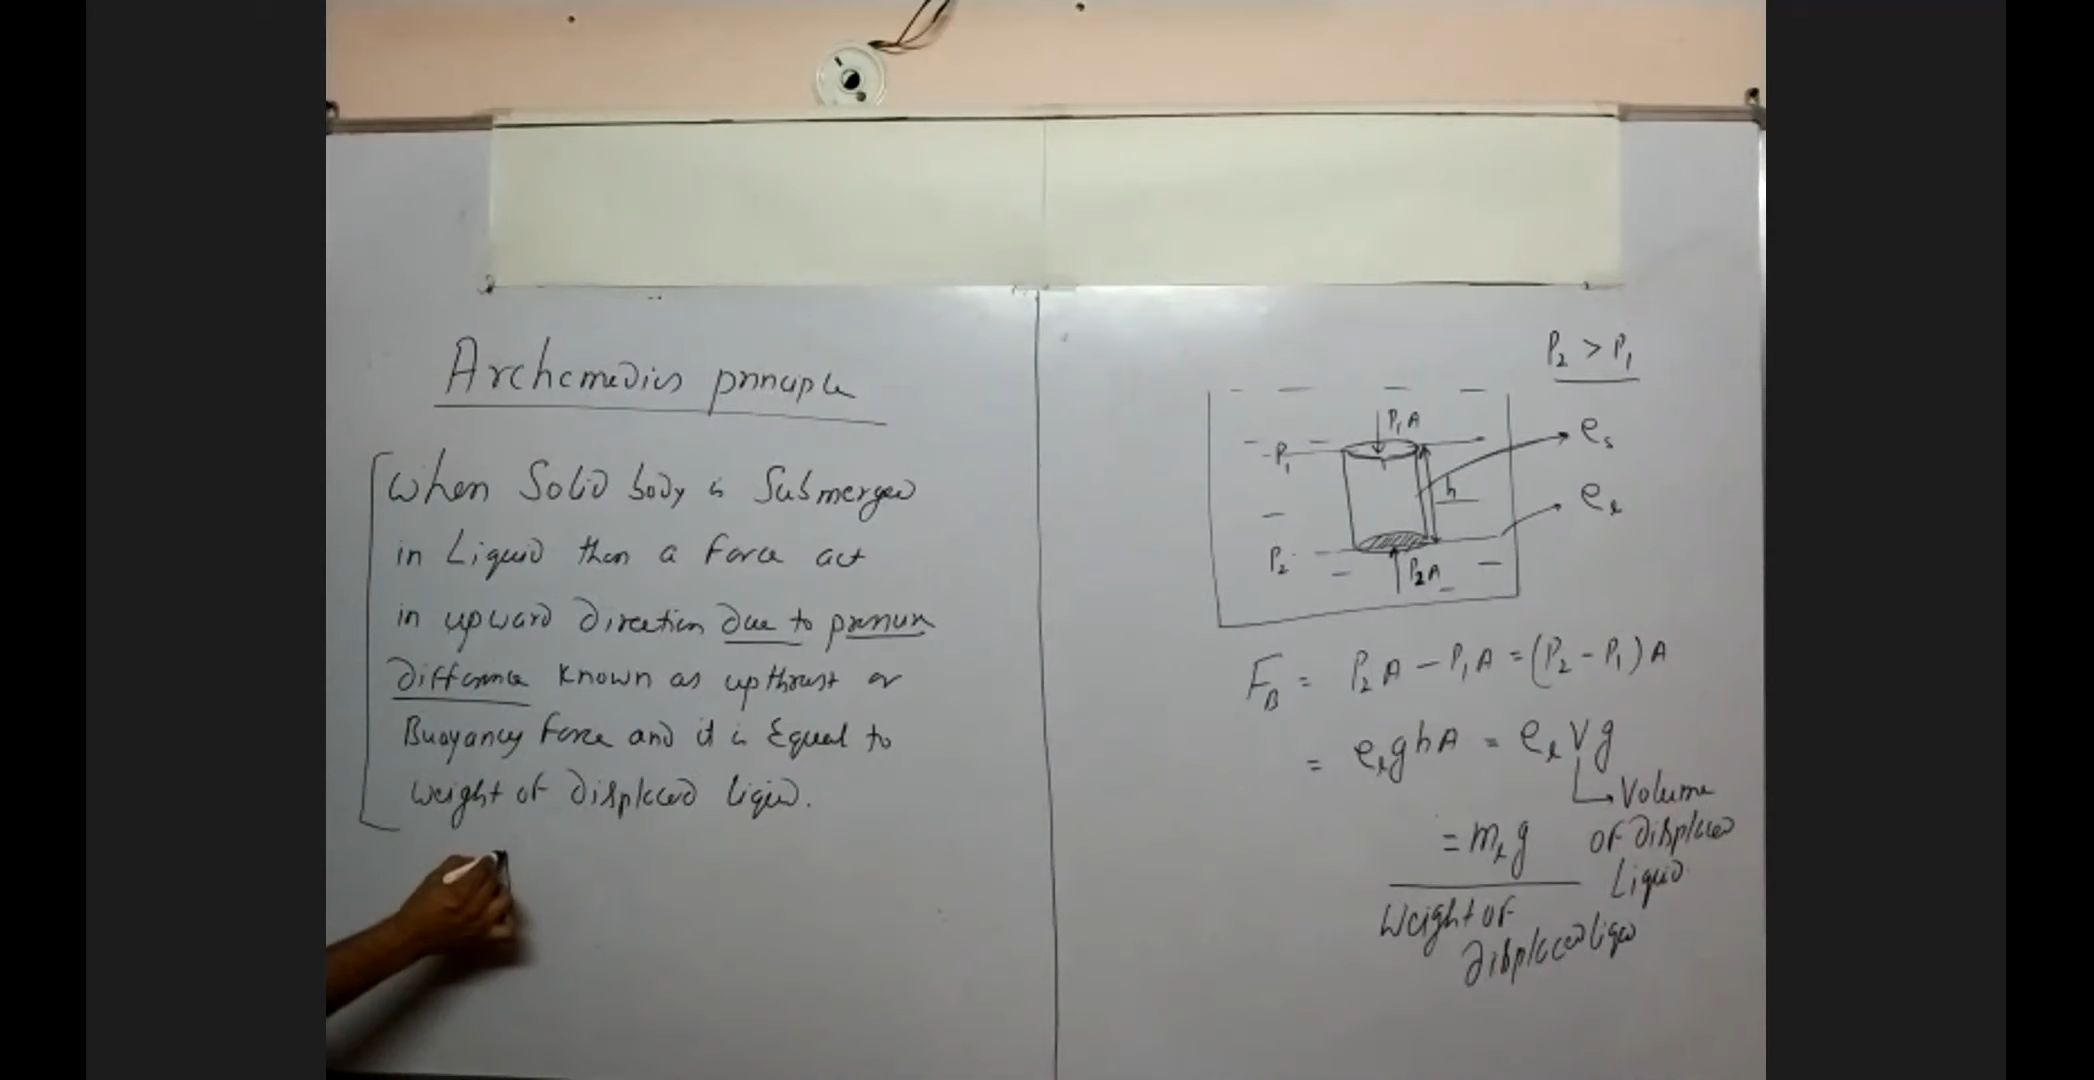 Archemedies principle
When Solid body is Submerged
in Liquid then a Force act
in upward Direction Due to pressure
Difference known as upthrust or
Buoyancy Force and it is Equal to
weight of Displaced liquid.
P₂ > P₁
P₁A
P₁
ρₛ
h
ρₗ
P₂
P₂A
F_B = P₂A - P₁A = (P₂ - P₁)A
= ρₗghA = ρₗVg
Volume
= mₗg
of Displaced
Liquid
Weight of
Displaced liquid